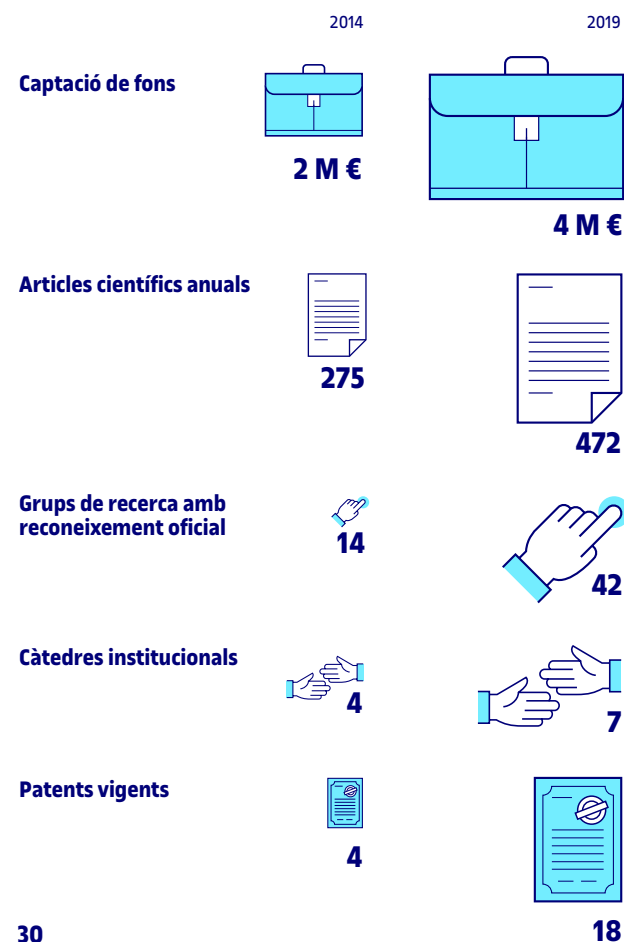 2014 2019
Captació de fons
2 M €
4 M €
Articles científics anuals
275
472
Grups de recerca amb
reconeixement oficial
14
42
Càtedres institucionals
4
7
Patents vigents
4
18
30